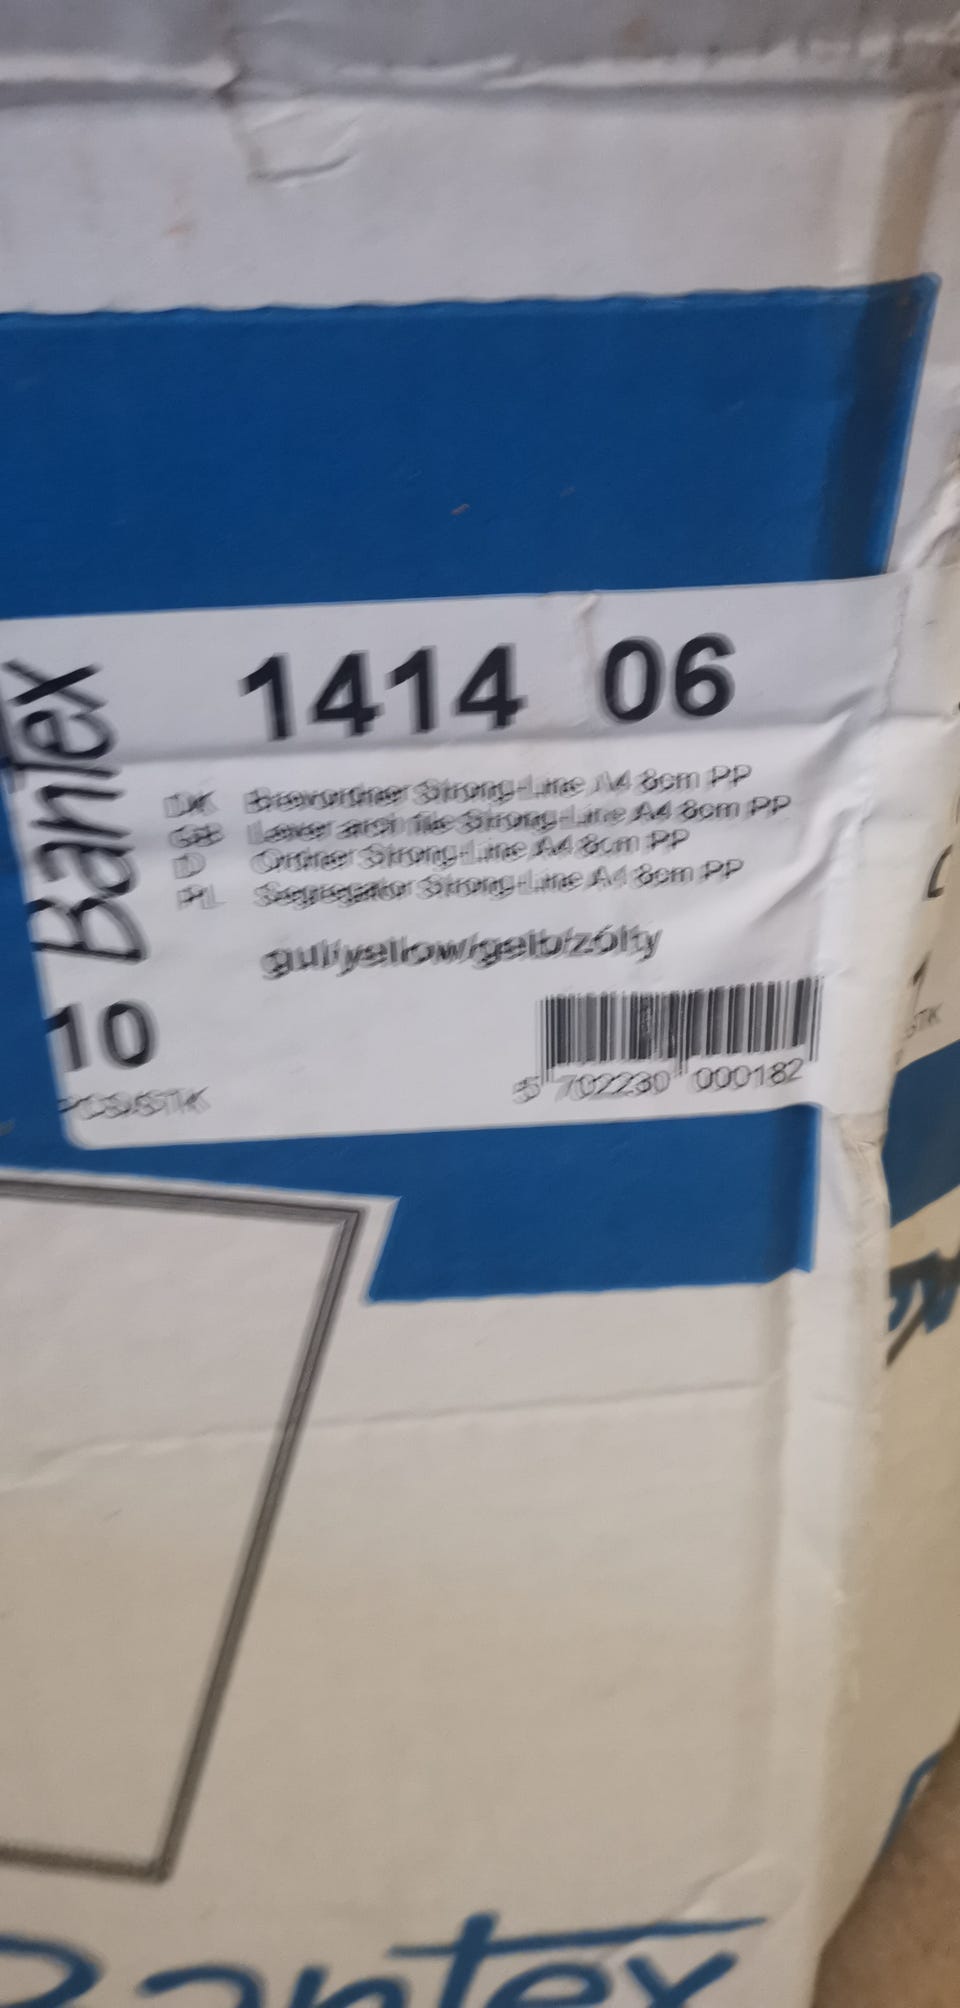 Bantex
1414 06
DK Brevordner Strong-Line A4 8cm PP
GB Lever arch file Strong-Line A4 8cm PP
D Ordner Strong-Line A4 8cm PP
PL Segregator Strong-Line A4 8cm PP
gul/yellow/gelb/żółty
10
PCS/STK
5 702230 000182
Bantex